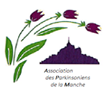 Association
des Parkinsoniens
de la Manche